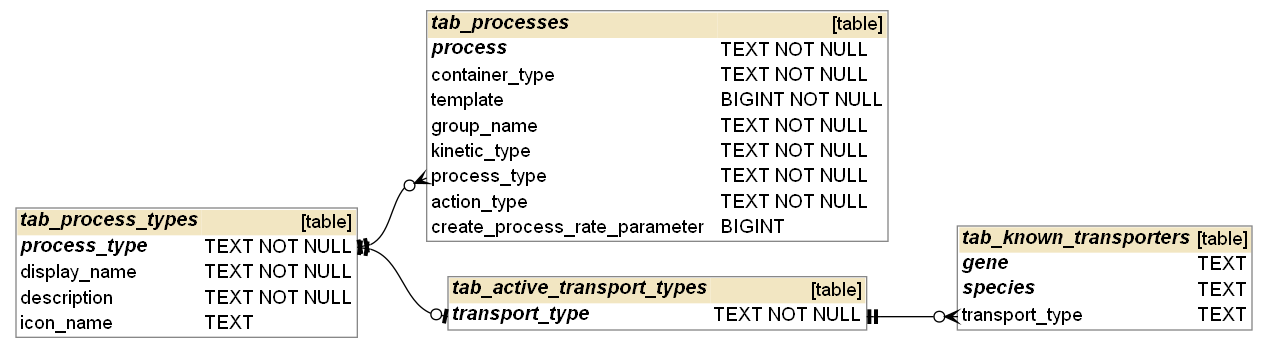 tab_processes [table]
process TEXT NOT NULL
container_type TEXT NOT NULL
template BIGINT NOT NULL
group_name TEXT NOT NULL
kinetic_type TEXT NOT NULL
process_type TEXT NOT NULL
action_type TEXT NOT NULL
create_process_rate_parameter BIGINT
tab_process_types [table]
process_type TEXT NOT NULL
display_name TEXT NOT NULL
description TEXT NOT NULL
icon_name TEXT
tab_active_transport_types [table]
transport_type TEXT NOT NULL
tab_known_transporters [table]
gene TEXT
species TEXT
transport_type TEXT